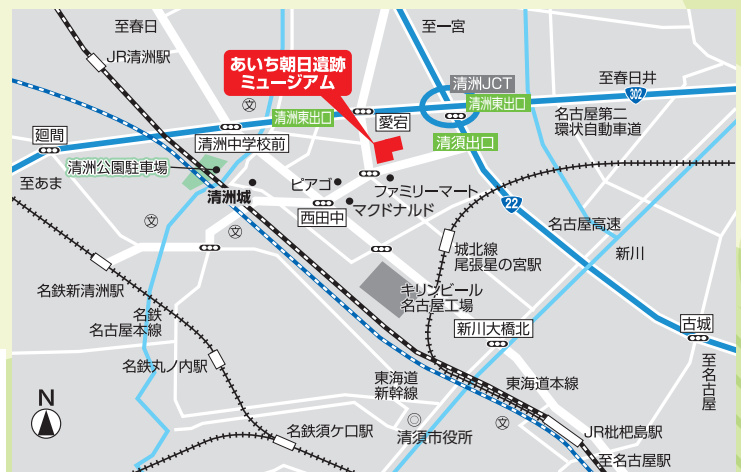 至春日
至一宮
JR清洲駅
あいち朝日遺跡
ミュージアム
清洲JCT
至春日井
302
清洲東出口
清洲東出口
愛宕
名古屋第二
環状自動車道
廻間
清洲中学校前
清須出口
文
清洲公園駐車場
至あま
ピアゴ
ファミリーマート
清洲城
マクドナルド
西田中
22
名古屋高速
文
文
新川
城北線
尾張星の宮駅
名鉄新清洲駅
キリンビール
名古屋工場
名鉄
名古屋本線
新川大橋北
古城
名鉄丸ノ内駅
至名古屋
東海道
新幹線
東海道本線
N
名鉄須ケ口駅
清須市役所
文
JR枇杷島駅
至名古屋駅